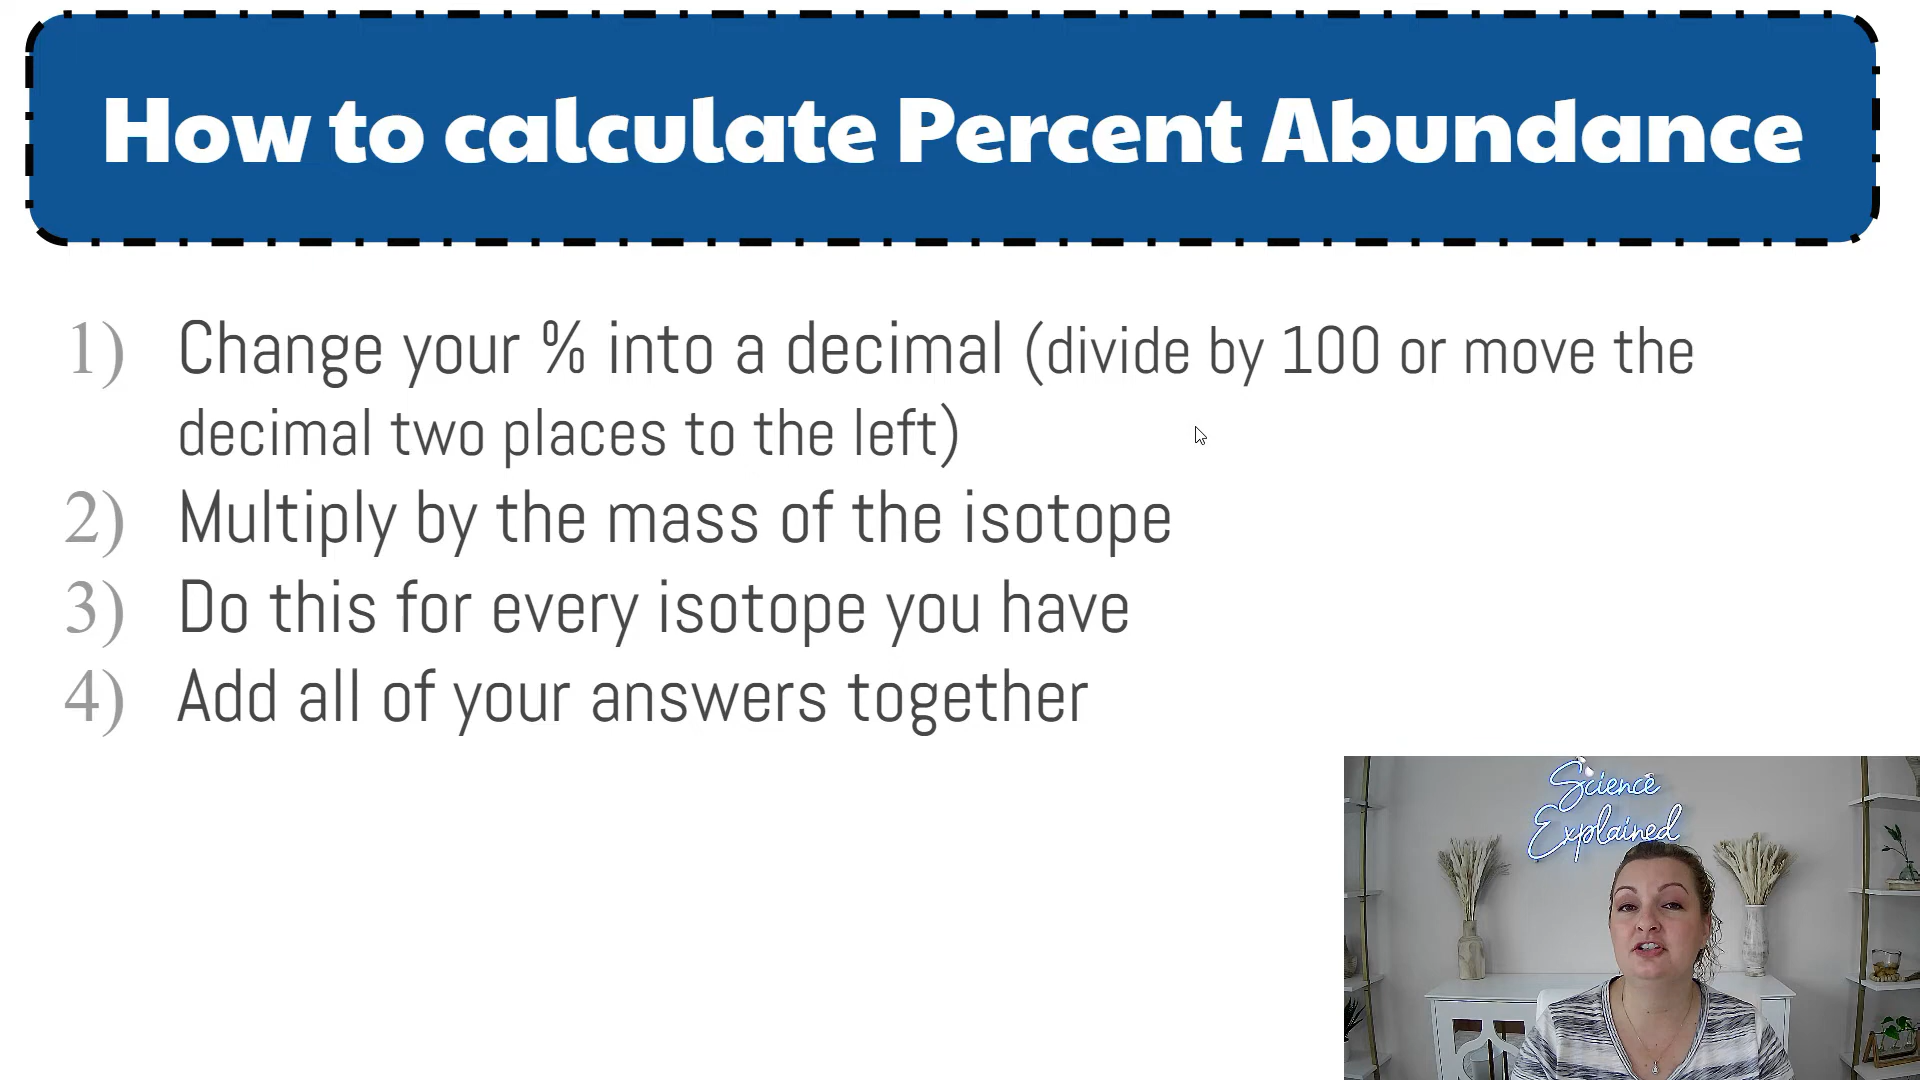 How to calculate Percent Abundance
1) Change your % into a decimal (divide by 100 or move the
decimal two places to the left)
2) Multiply by the mass of the isotope
3) Do this for every isotope you have
4) Add all of your answers together
Science
Explained